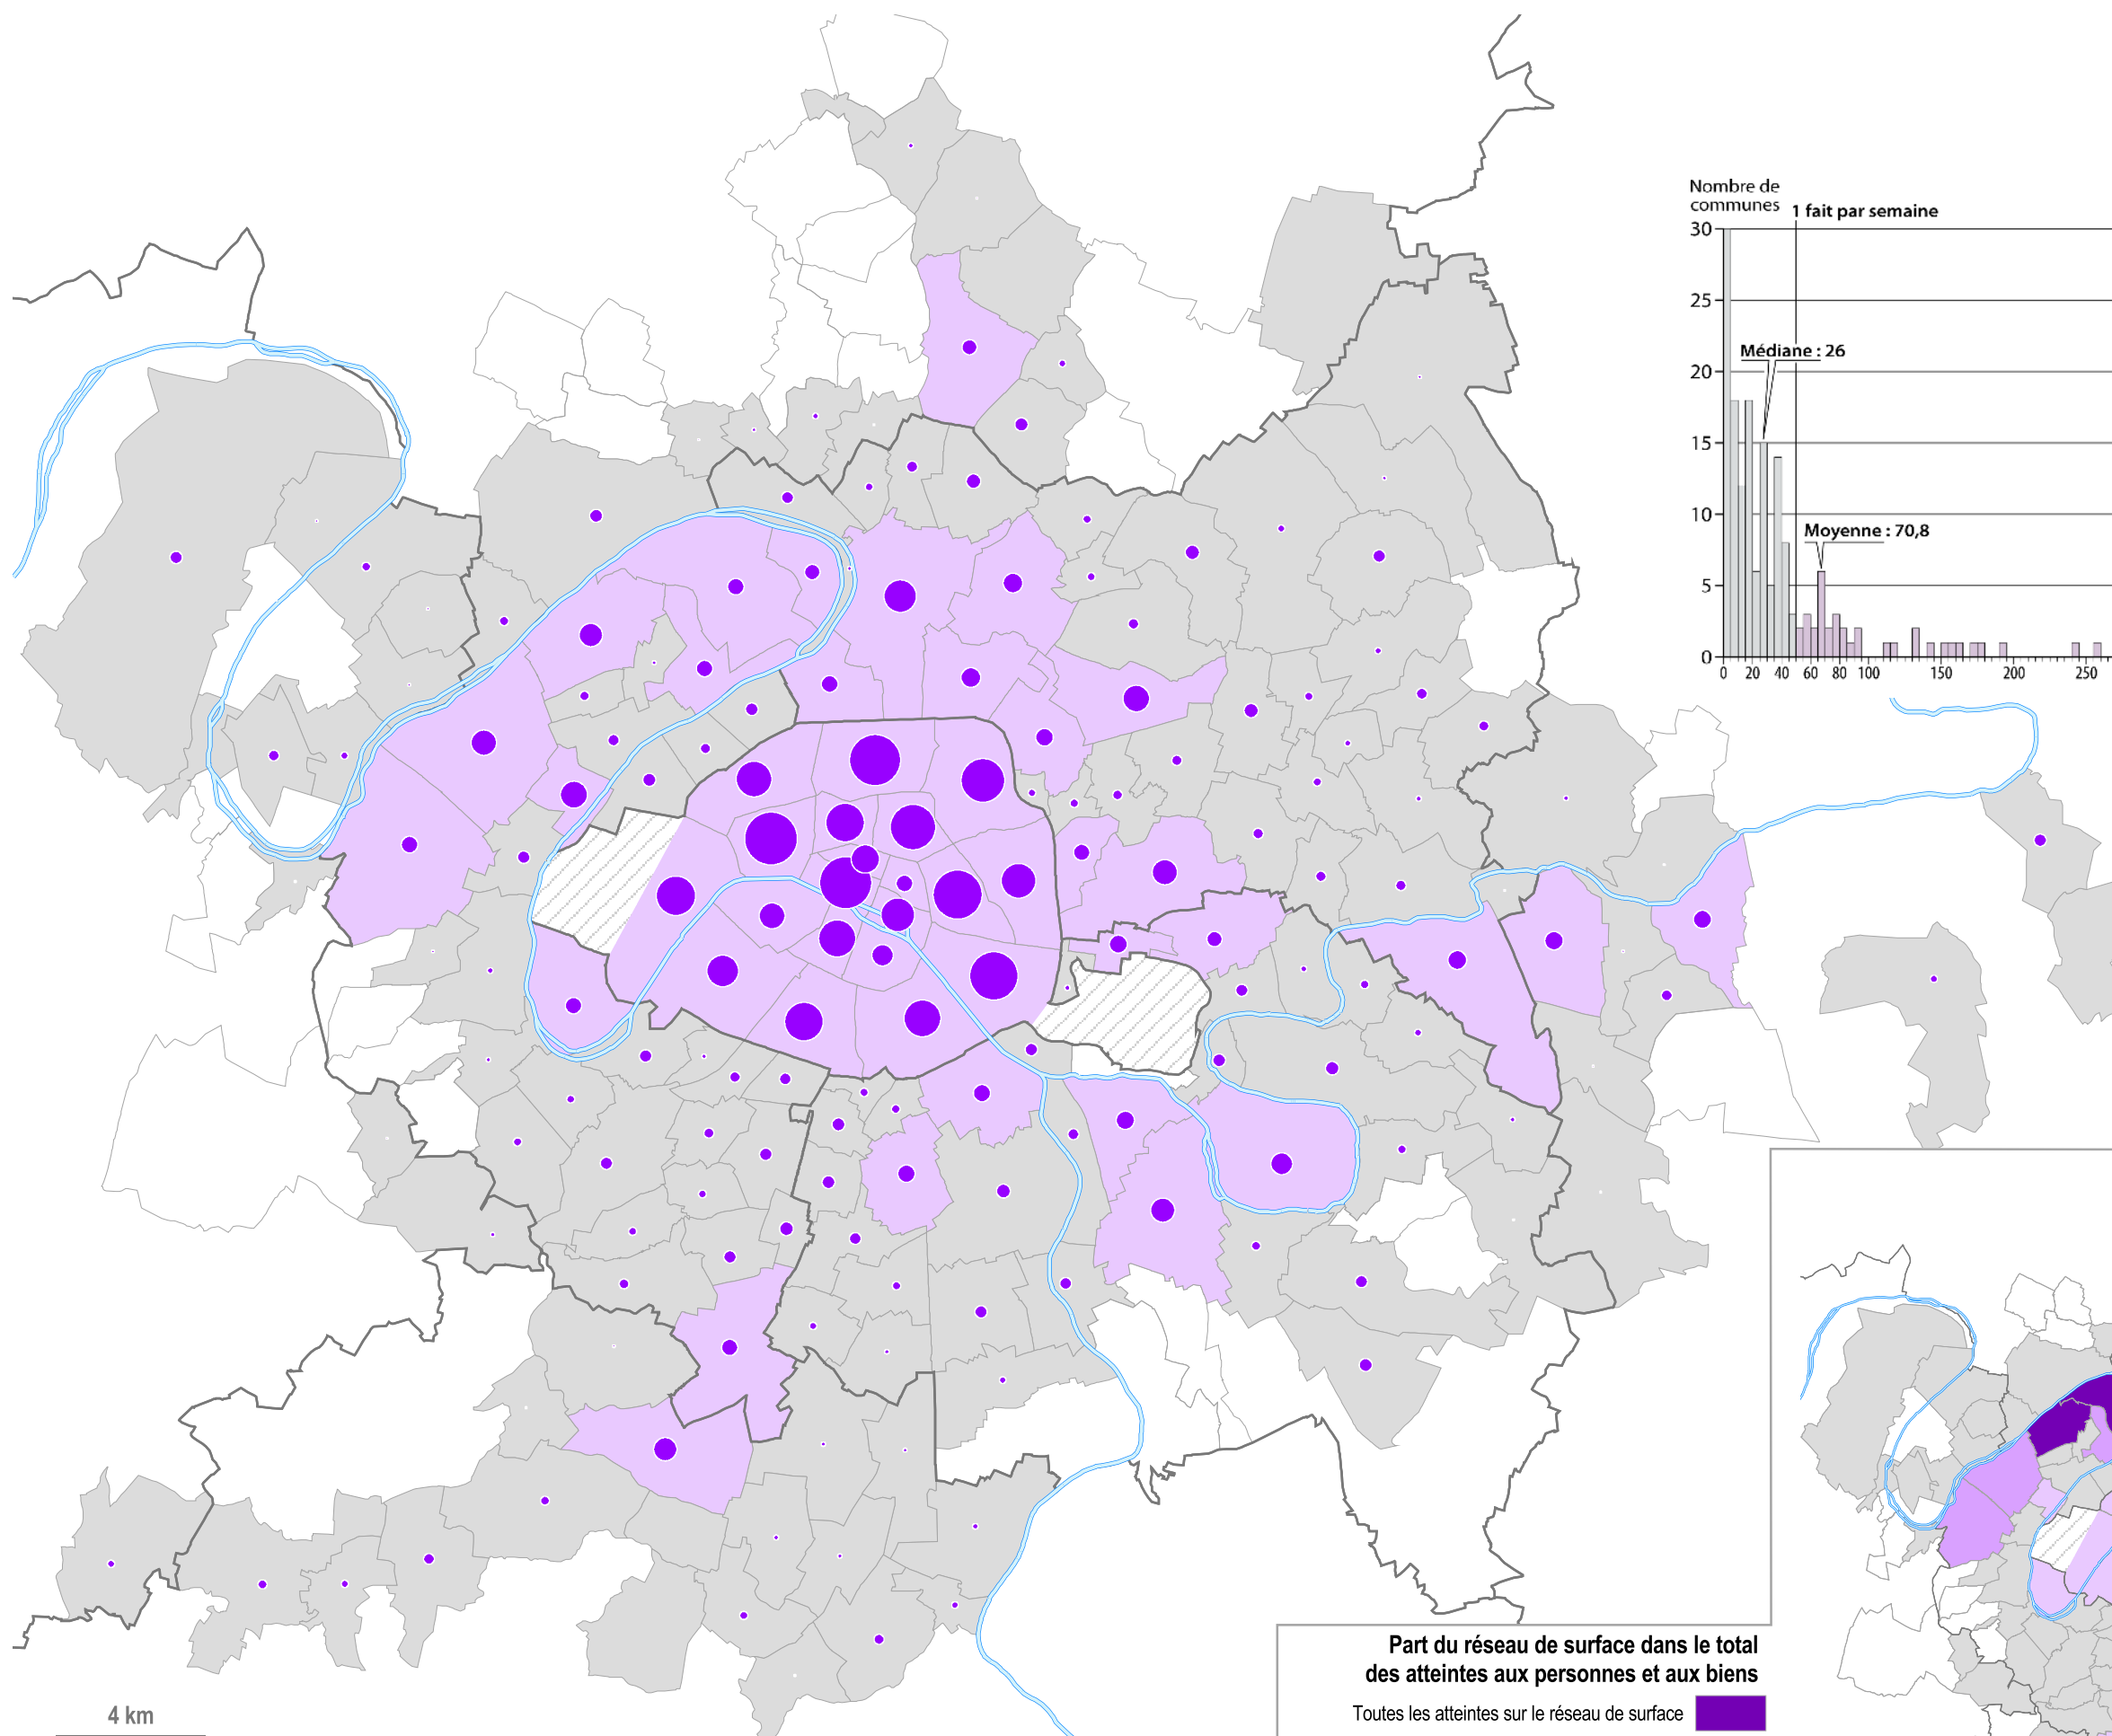 Nombre de
communes
1 fait par semaine
30
25
Médiane : 26
20
15
10
Moyenne : 70,8
5
0
0 20 40 60 80 100 150 200 250
Part du réseau de surface dans le total
des atteintes aux personnes et aux biens
Toutes les atteintes sur le réseau de surface
4 km